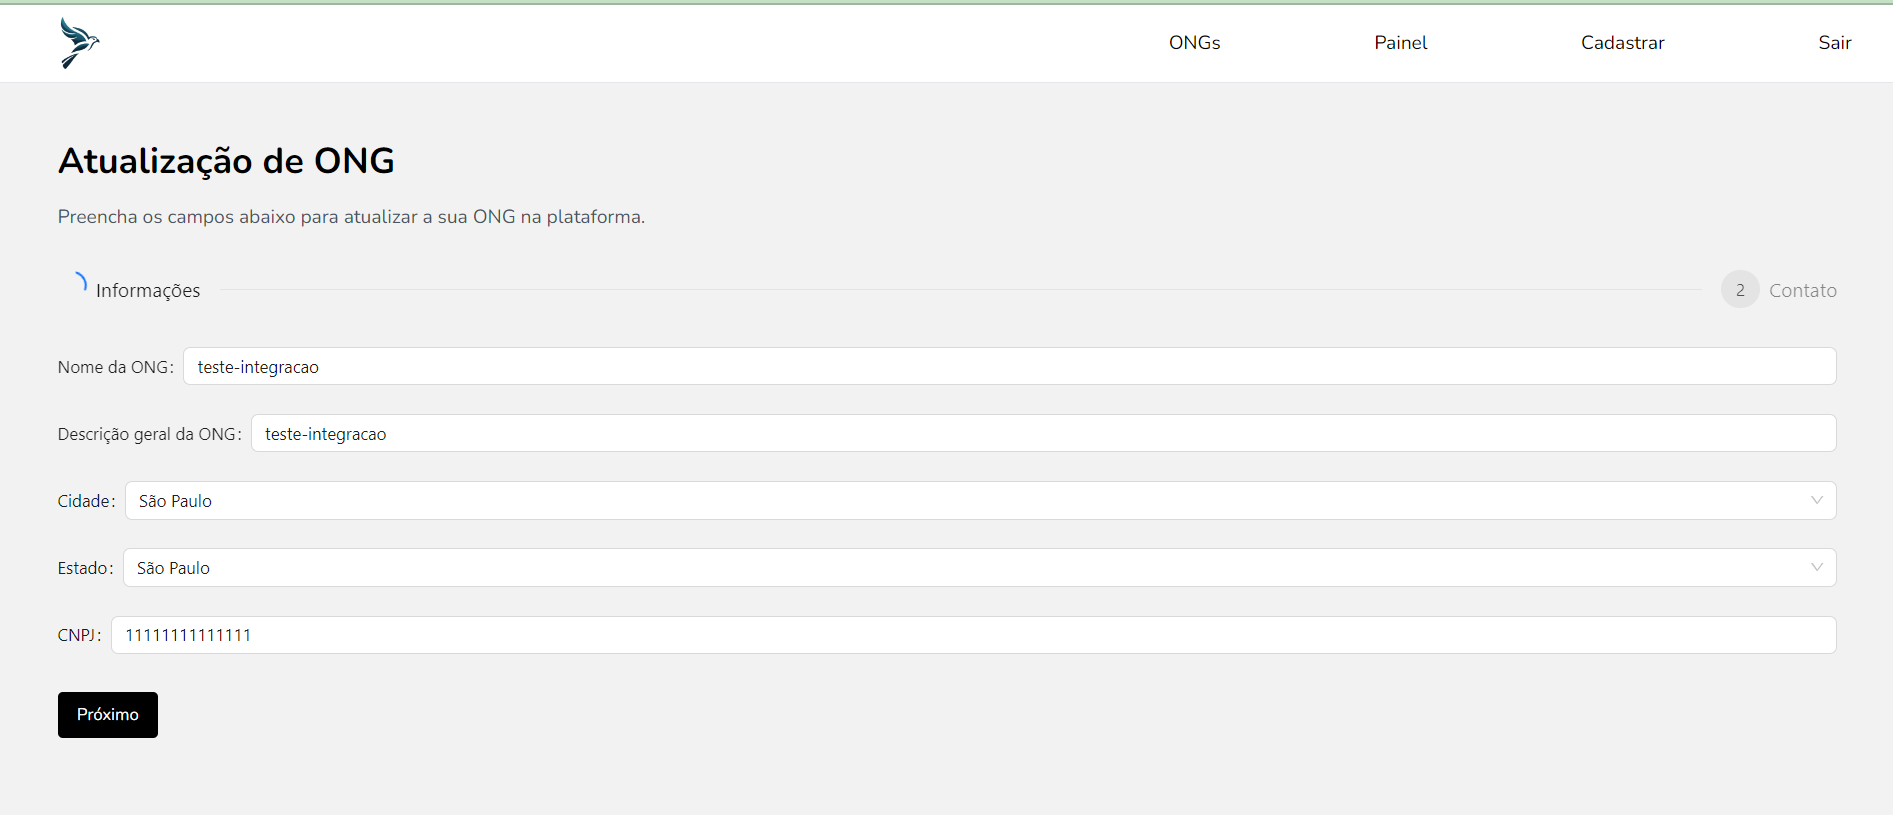 ONGs Painel Cadastrar Sair
Atualização de ONG
Preencha os campos abaixo para atualizar a sua ONG na plataforma.
Informações 2 Contato
Nome da ONG: teste-integracao
Descrição geral da ONG: teste-integracao
Cidade: São Paulo
Estado: São Paulo
CNPJ: 11111111111111
Próximo